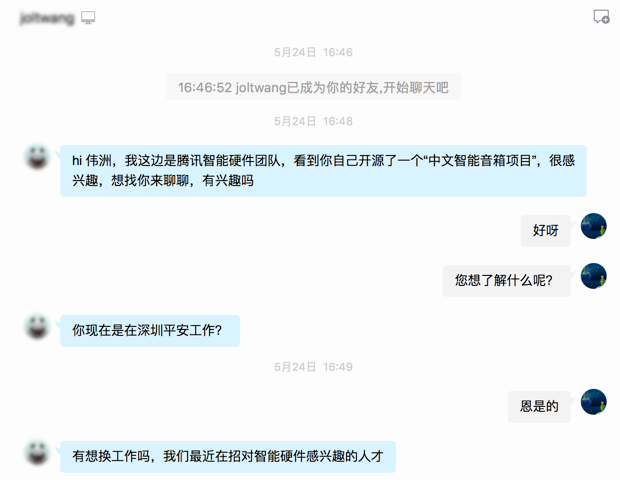 joltwang
5月24日 16:46
16:46:52 joltwang已成为你的好友,开始聊天吧
5月24日 16:48
hi 伟洲，我这边是腾讯智能硬件团队，看到你自己开源了一个“中文智能音箱项目”，很感
兴趣，想找你来聊聊，有兴趣吗
好呀
您想了解什么呢？
你现在是在深圳平安工作？
5月24日 16:49
恩是的
有想换工作吗，我们最近在招对智能硬件感兴趣的人才